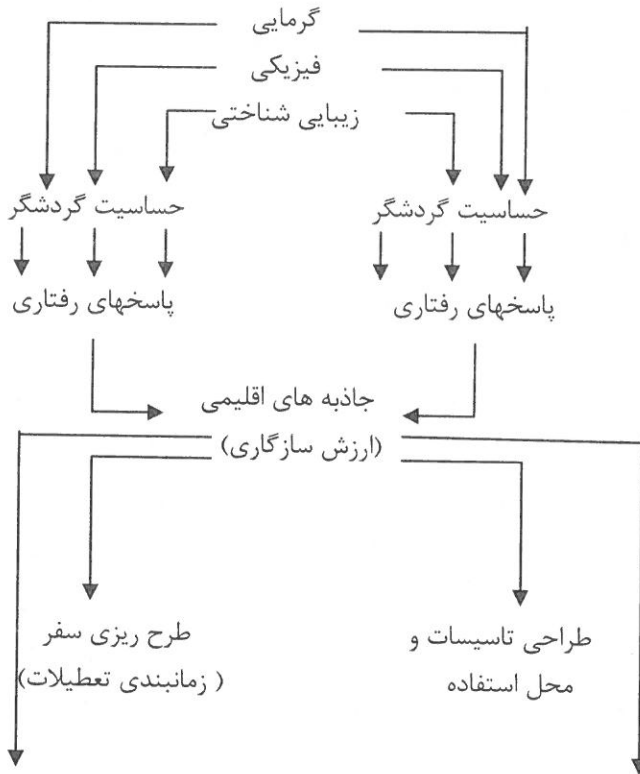 گرمایی
فیزیکی
زیبایی شناختی
حساسیت گردشگر
حساسیت گردشگر
پاسخهای رفتاری
پاسخهای رفتاری
جاذبه های اقلیمی
(ارزش سازگاری)
طراحی تاسیسات و
محل استفاده
طرح ریزی سفر
( زمانبندی تعطیلات)